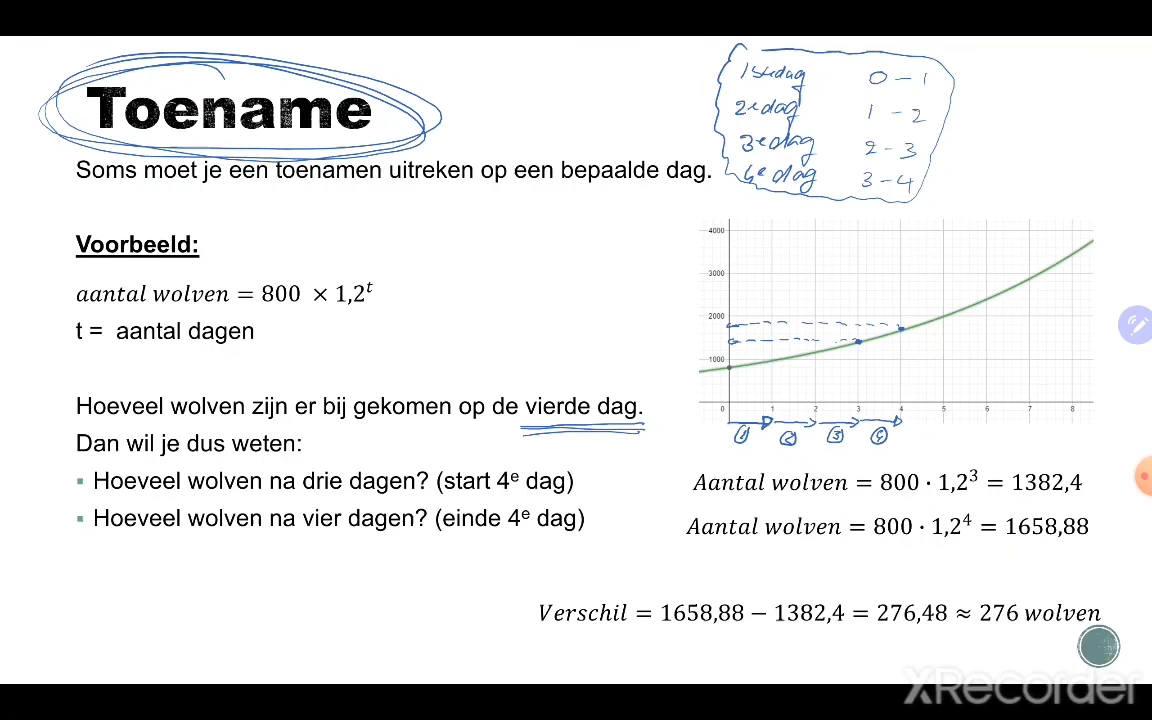 Toename
1ste dag 0 - 1
2e dag 1 - 2
3e dag 2 - 3
4e dag 3 - 4
Soms moet je een toenamen uitreken op een bepaalde dag.
Voorbeeld:
aantal wolven = 800 × 1,2^t
t = aantal dagen
4000
3000
2000
1000
0 1 2 3 4 5 6 7 8
1 2 3 4
Hoeveel wolven zijn er bij gekomen op de vierde dag.
Dan wil je dus weten:
▪ Hoeveel wolven na drie dagen? (start 4e dag)
▪ Hoeveel wolven na vier dagen? (einde 4e dag)
Aantal wolven = 800 · 1,2³ = 1382,4
Aantal wolven = 800 · 1,2⁴ = 1658,88
Verschil = 1658,88 − 1382,4 = 276,48 ≈ 276 wolven
XRecorder